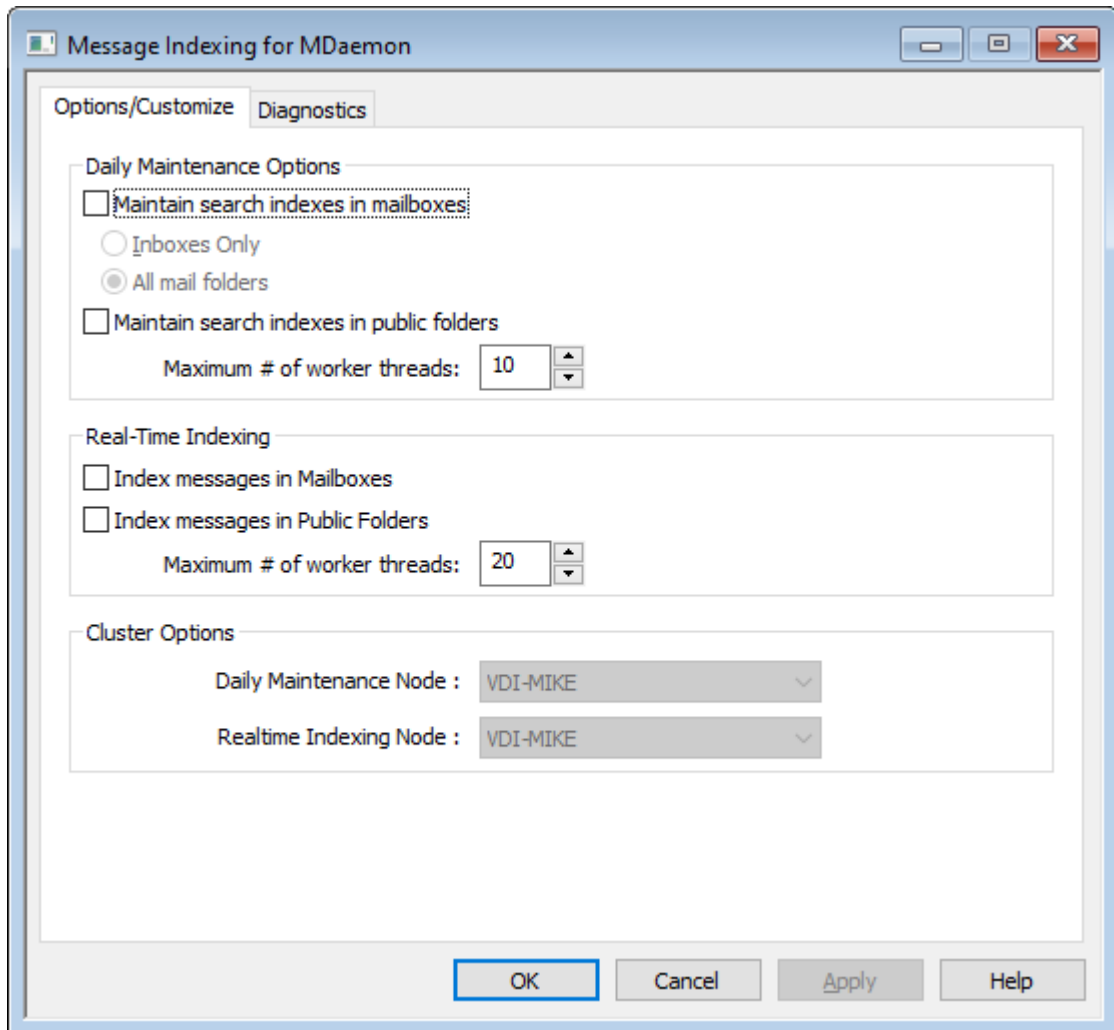 Message Indexing for MDaemon
Options/Customize
Diagnostics
Daily Maintenance Options
Maintain search indexes in mailboxes
Inboxes Only
All mail folders
Maintain search indexes in public folders
Maximum # of worker threads: 10
Real-Time Indexing
Index messages in Mailboxes
Index messages in Public Folders
Maximum # of worker threads: 20
Cluster Options
Daily Maintenance Node : VDI-MIKE
Realtime Indexing Node : VDI-MIKE
OK Cancel Apply Help